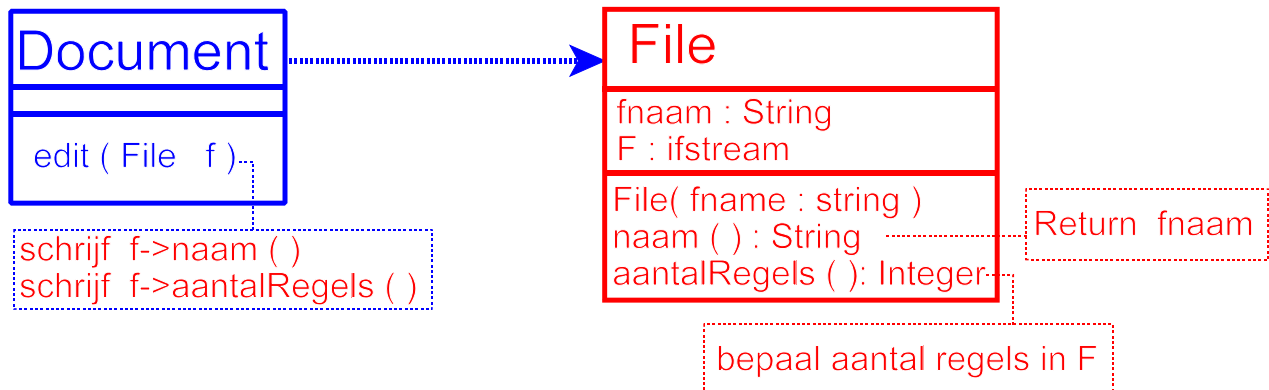 Document
edit ( File f )
schrijf f->naam ( )
schrijf f->aantalRegels ( )
File
fnaam : String
F : ifstream
File( fname : string )
naam ( ) : String
aantalRegels ( ): Integer
Return fnaam
bepaal aantal regels in F